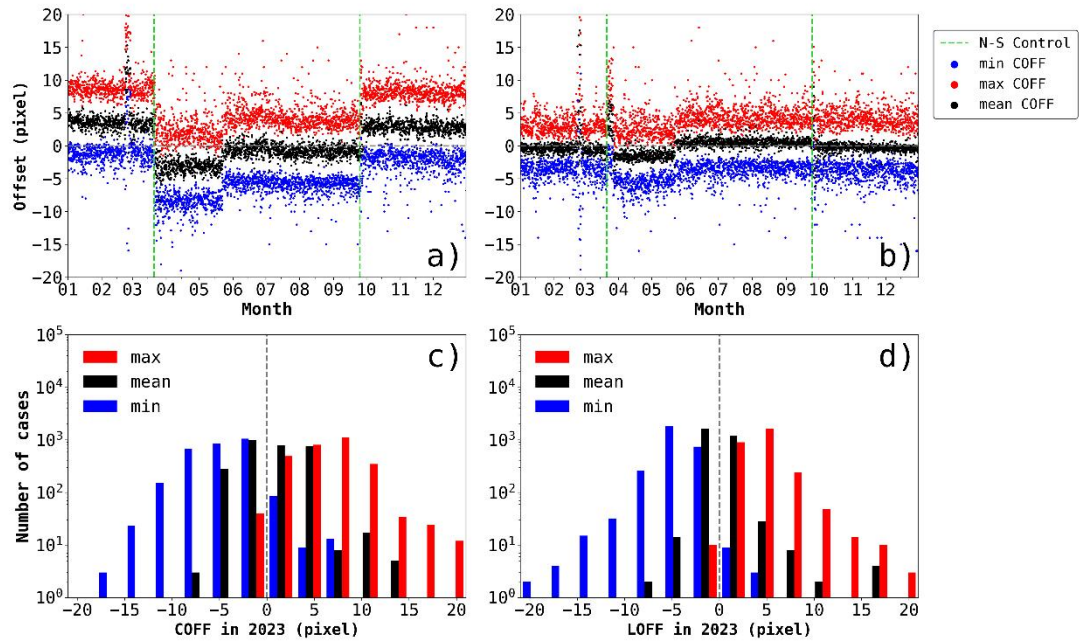 20
15
10
5
0
−5
−10
−15
−20
Offset (pixel)
01 02 03 04 05 06 07 08 09 10 11 12
Month
a)
20
15
10
5
0
−5
−10
−15
−20
01 02 03 04 05 06 07 08 09 10 11 12
Month
b)
N-S Control
min COFF
max COFF
mean COFF
10^5
10^4
10^3
10^2
10^1
10^0
Number of cases
max
mean
min
c)
−20 −15 −10 −5 0 5 10 15 20
COFF in 2023 (pixel)
10^5
10^4
10^3
10^2
10^1
10^0
max
mean
min
d)
−20 −15 −10 −5 0 5 10 15 20
LOFF in 2023 (pixel)